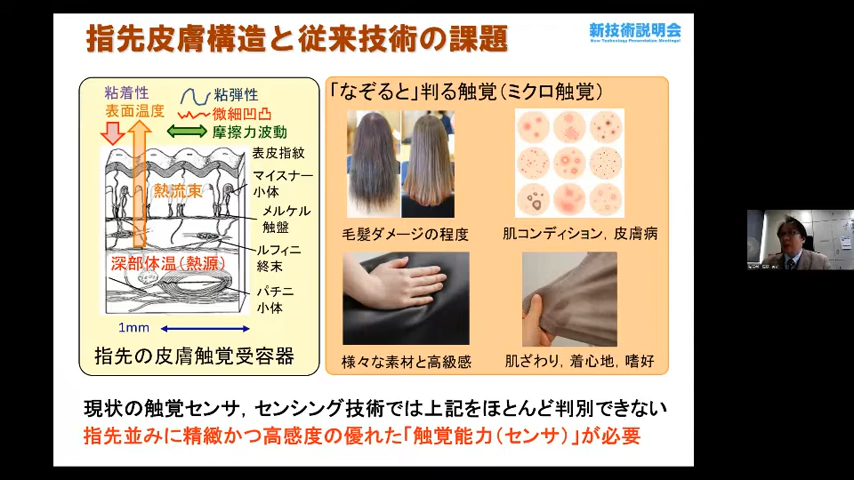 指先皮膚構造と従来技術の課題
新技術説明会
New Technology Presentation Meetings!
粘着性
表面温度
粘弾性
微細凹凸
摩擦力波動
表皮指紋
マイスナー
小体
熱流束
メルケル
触盤
ルフィニ
終末
深部体温(熱源)
パチニ
小体
1mm
指先の皮膚触覚受容器
「なぞると」判る触覚(ミクロ触覚)
毛髪ダメージの程度
肌コンディション, 皮膚病
様々な素材と高級感
肌ざわり, 着心地, 嗜好
現状の触覚センサ, センシング技術では上記をほとんど判別できない
指先並みに精緻かつ高感度の優れた「触覚能力(センサ)」が必要